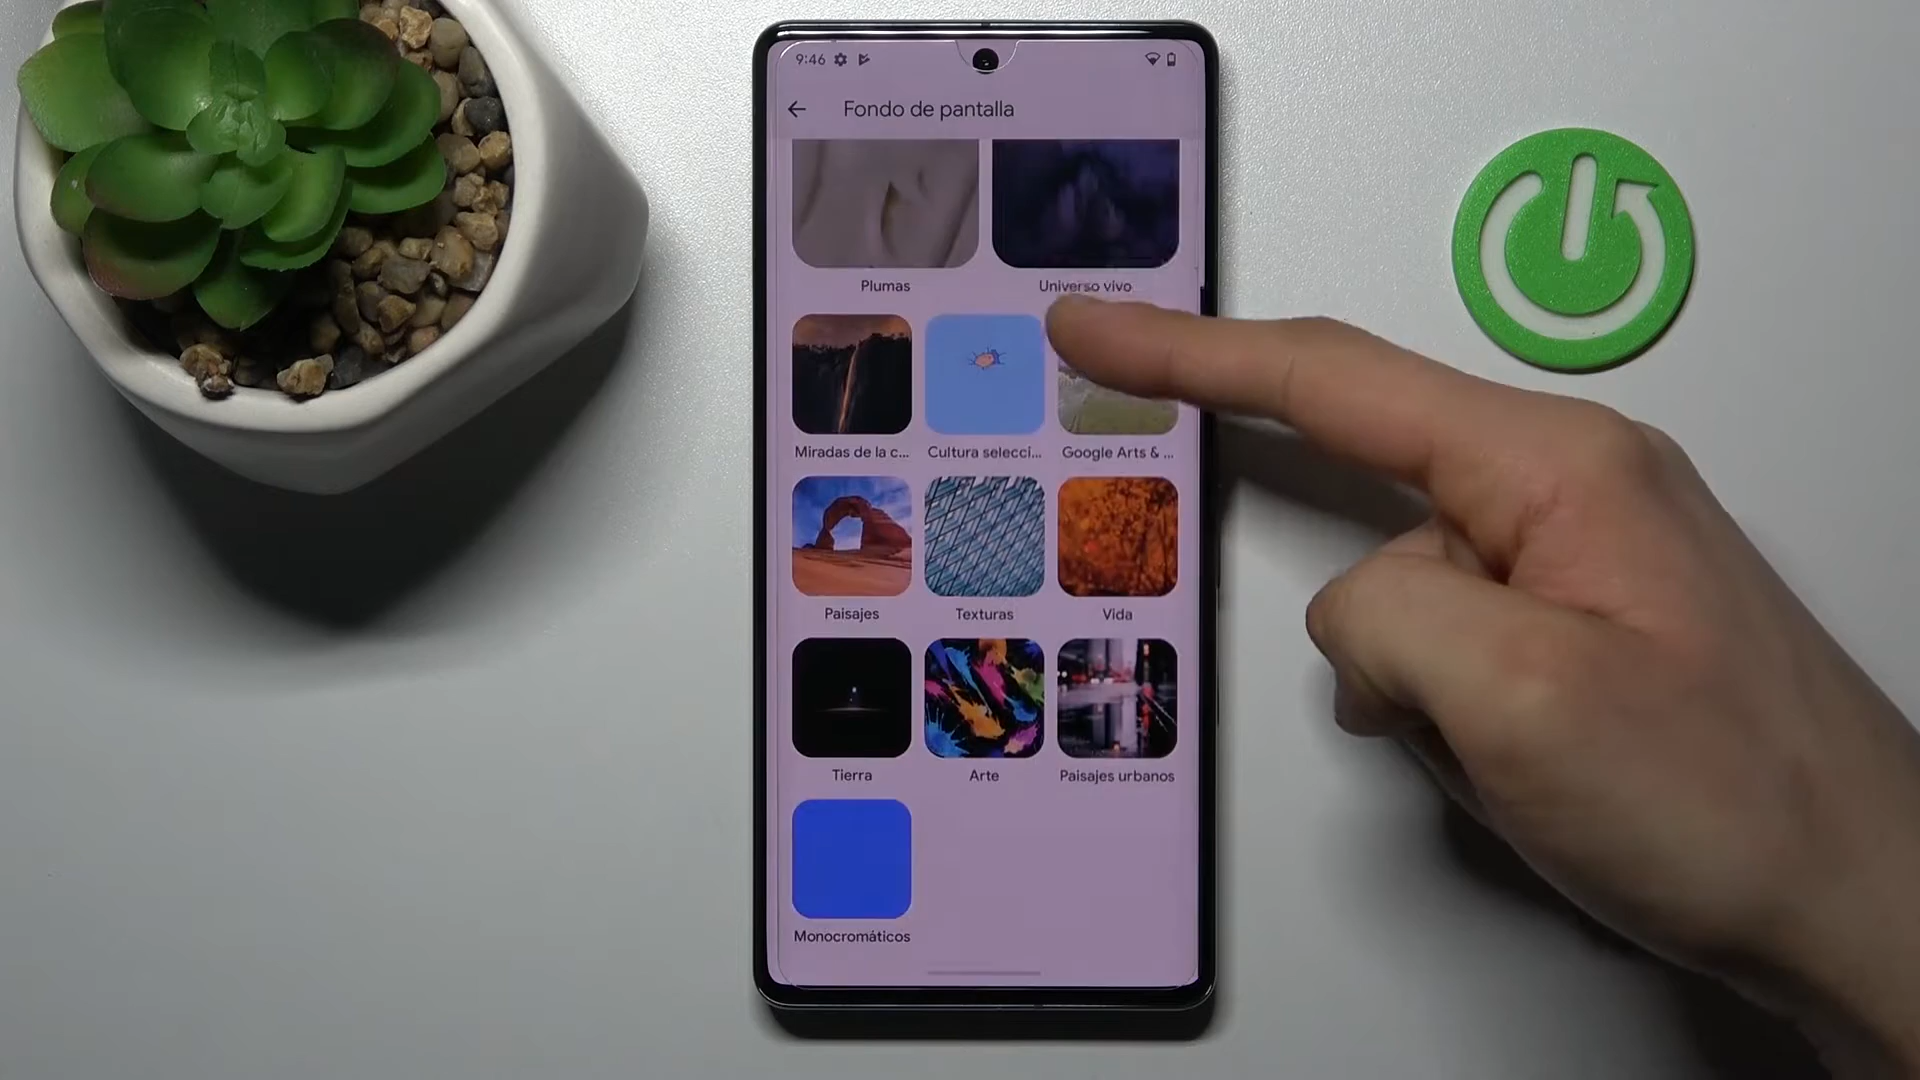 9:46
Fondo de pantalla
Plumas
Universo vivo
Miradas de la c...
Cultura selecci...
Google Arts & ...
Paisajes
Texturas
Vida
Tierra
Arte
Paisajes urbanos
Monocromáticos